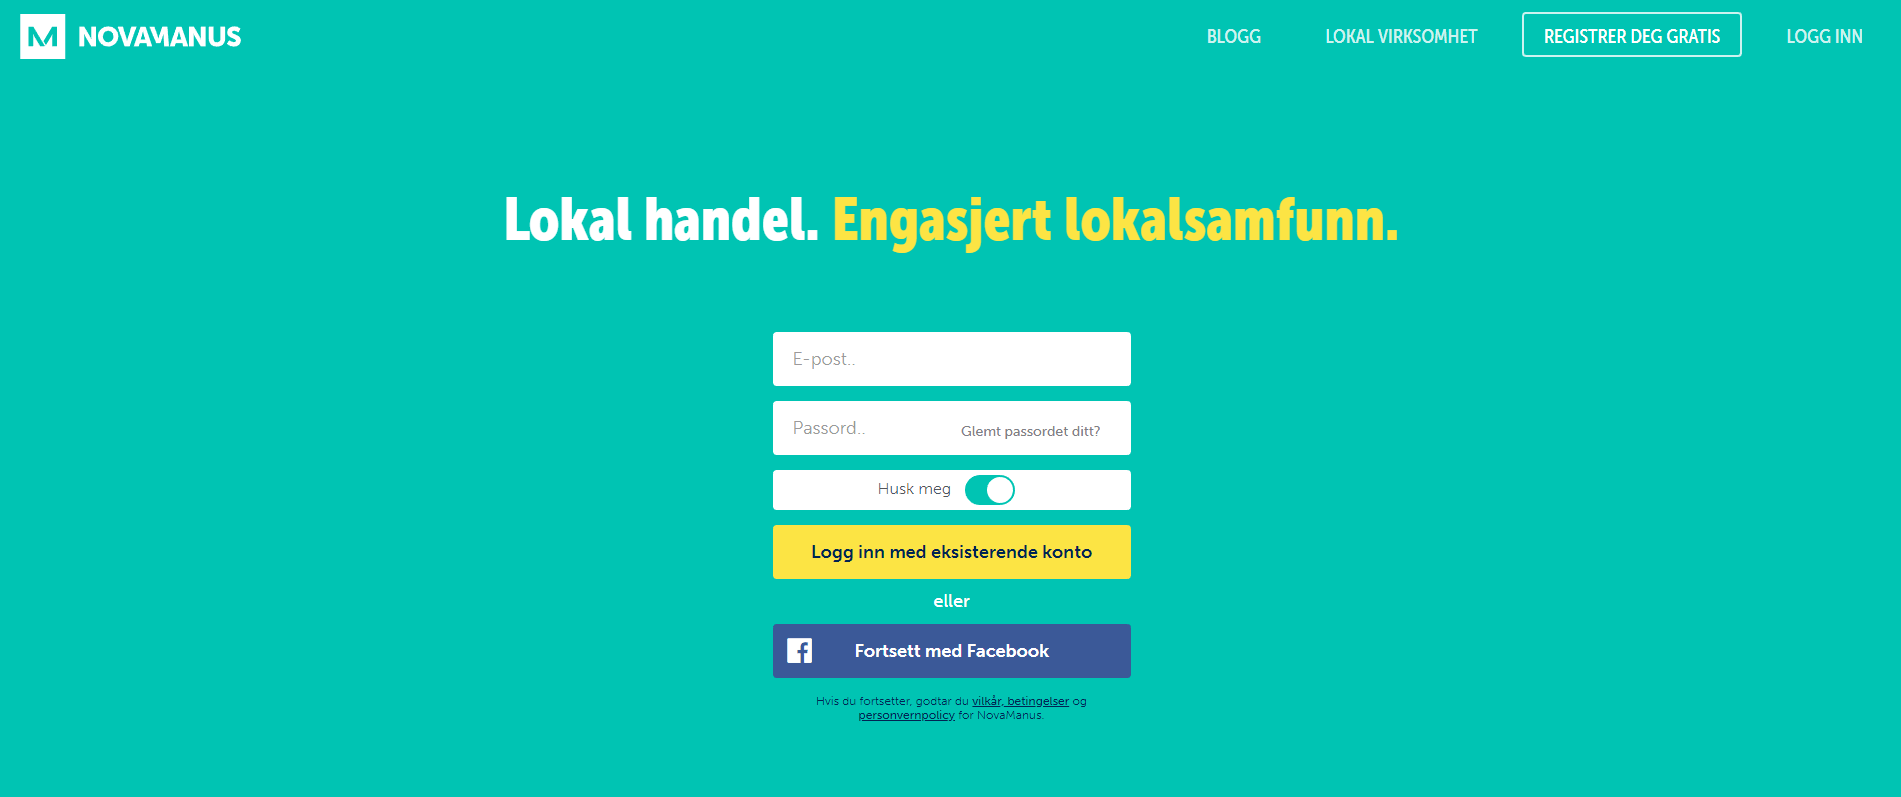 NOVAMANUS
BLOGG
LOKAL VIRKSOMHET
REGISTRER DEG GRATIS
LOGG INN
Lokal handel. Engasjert lokalsamfunn.
E-post..
Passord..
Glemt passordet ditt?
Husk meg
Logg inn med eksisterende konto
eller
Fortsett med Facebook
Hvis du fortsetter, godtar du vilkår, betingelser og
personvernpolicy for NovaManus.